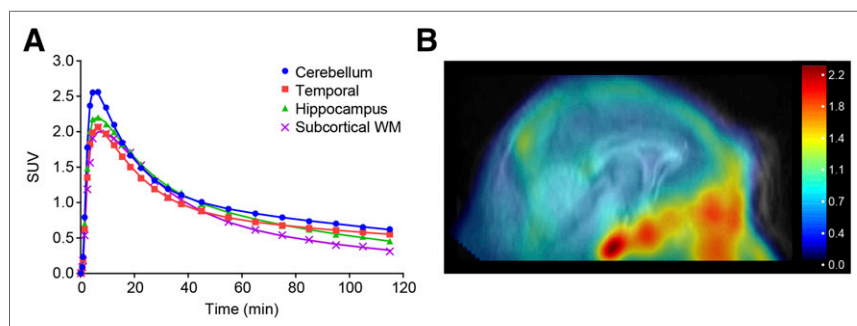 A
B
3.0
2.5
2.0
1.5
1.0
0.5
0.0
SUV
0 20 40 60 80 100 120
Time (min)
Cerebellum
Temporal
Hippocampus
Subcortical WM
2.2
1.8
1.4
1.1
0.7
0.4
0.0